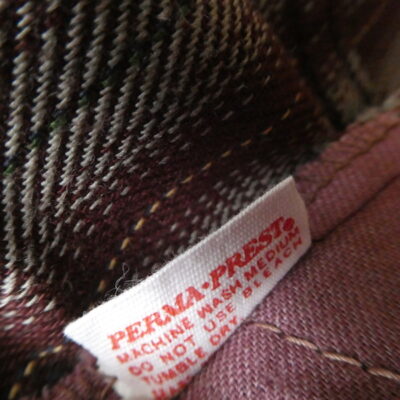 PERMA·PREST®
MACHINE WASH MEDIUM
DO NOT USE BLEACH
TUMBLE DRY